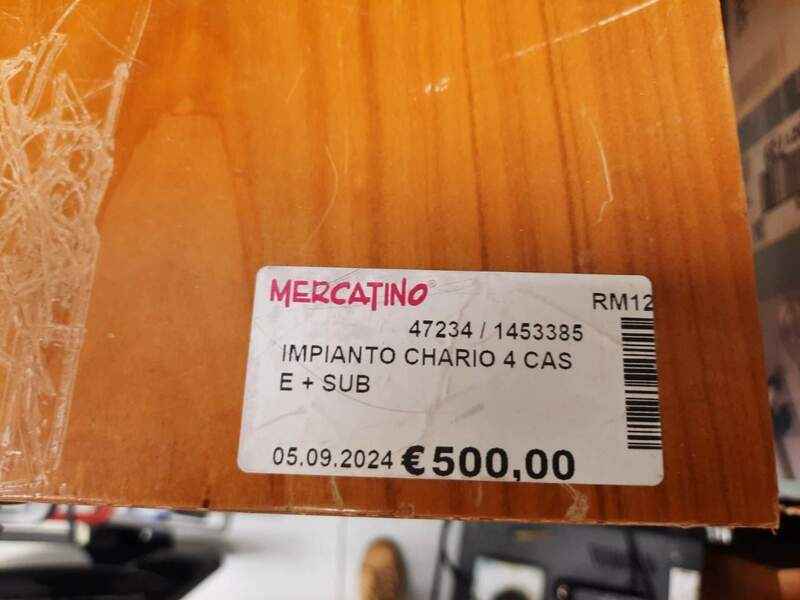 MERCATINO
RM12
47234 / 1453385
IMPIANTO CHARIO 4 CAS
E + SUB
05.09.2024 €500,00